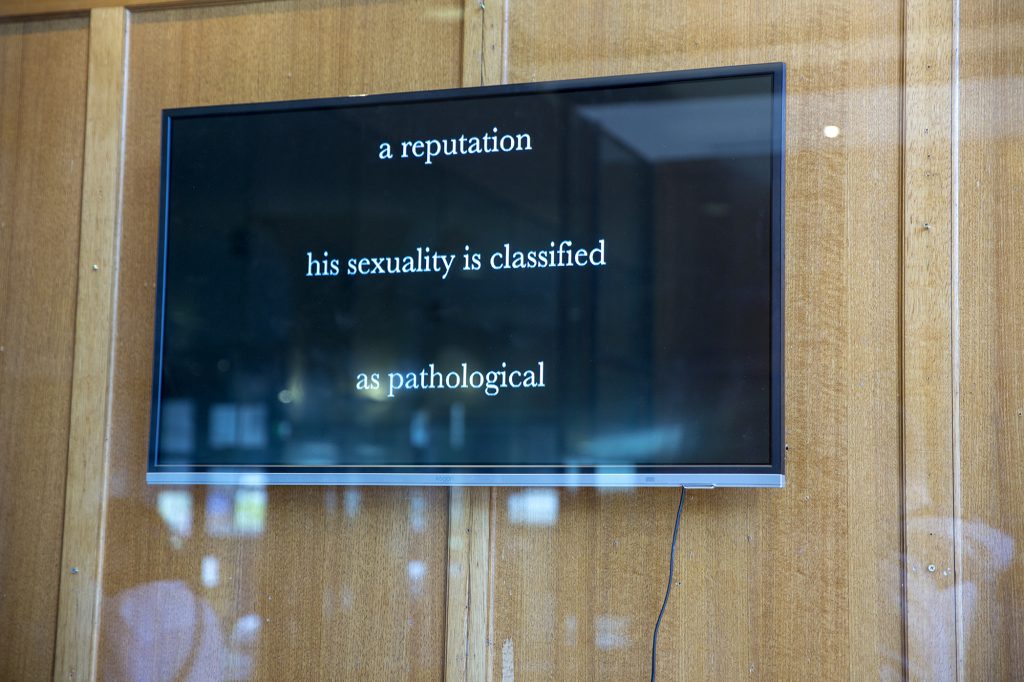 a reputation
his sexuality is classified
as pathological